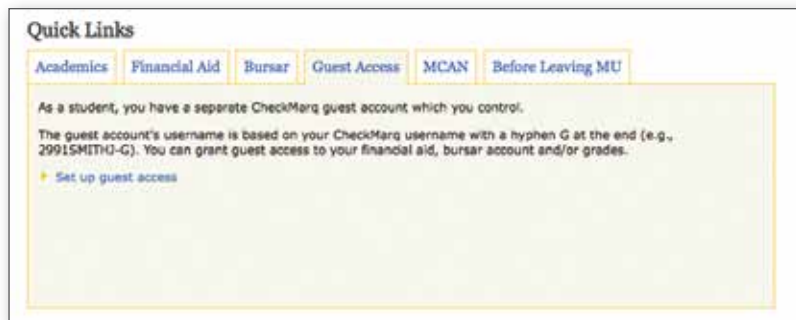 Quick Links
Academics Financial Aid Bursar Guest Access MCAN Before Leaving MU
As a student, you have a separate CheckMarq guest account which you control.
The guest account's username is based on your CheckMarq username with a hyphen G at the end (e.g.,
2991SMITHJ-G). You can grant guest access to your financial aid, bursar account and/or grades.
Set up guest access